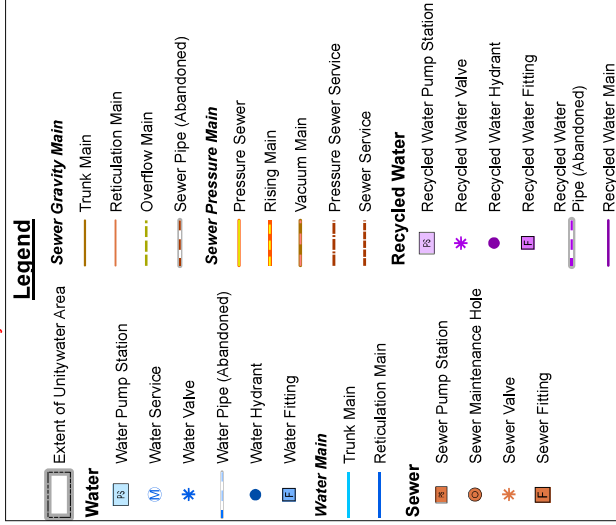 Legend
Extent of Unitywater Area
Water
PS Water Pump Station
M Water Service
Water Valve
Water Pipe (Abandoned)
Water Hydrant
F Water Fitting
Water Main
Trunk Main
Reticulation Main
Sewer
PS Sewer Pump Station
Sewer Maintenance Hole
Sewer Valve
F Sewer Fitting
Sewer Gravity Main
Trunk Main
Reticulation Main
Overflow Main
Sewer Pipe (Abandoned)
Sewer Pressure Main
Pressure Sewer
Rising Main
Vacuum Main
Pressure Sewer Service
Sewer Service
Recycled Water
PS Recycled Water Pump Station
Recycled Water Valve
Recycled Water Hydrant
F Recycled Water Fitting
Recycled Water
Pipe (Abandoned)
Recycled Water Main